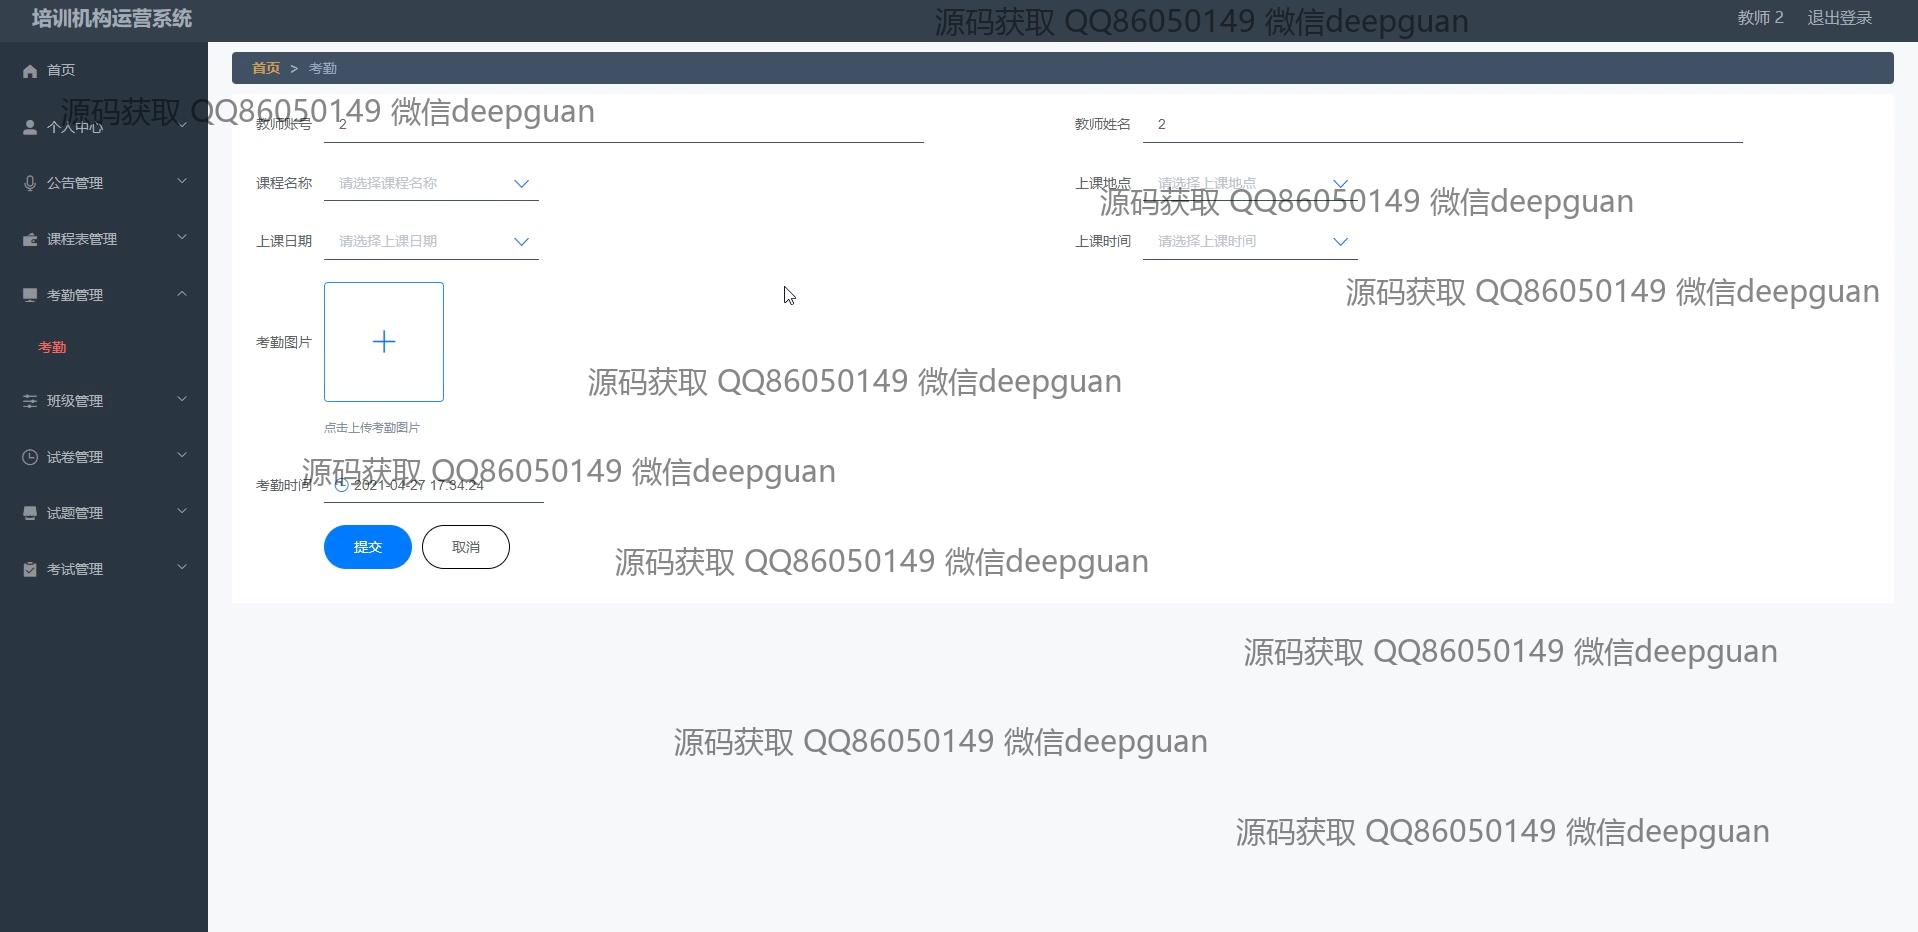 培训机构运营系统
源码获取 QQ86050149 微信deepguan
教师 2 退出登录
首页
个人中心
公告管理
课程表管理
考勤管理
考勤
班级管理
试卷管理
试题管理
考试管理
首页 > 考勤
源码获取 QQ86050149 微信deepguan
教师账号 2
教师姓名 2
课程名称 请选择课程名称
上课地点 请选择上课地点
源码获取 QQ86050149 微信deepguan
上课日期 请选择上课日期
上课时间 请选择上课时间
源码获取 QQ86050149 微信deepguan
考勤图片
源码获取 QQ86050149 微信deepguan
点击上传考勤图片
源码获取 QQ86050149 微信deepguan
考勤时间 2021-04-27 17:34:24
提交 取消
源码获取 QQ86050149 微信deepguan
源码获取 QQ86050149 微信deepguan
源码获取 QQ86050149 微信deepguan
源码获取 QQ86050149 微信deepguan